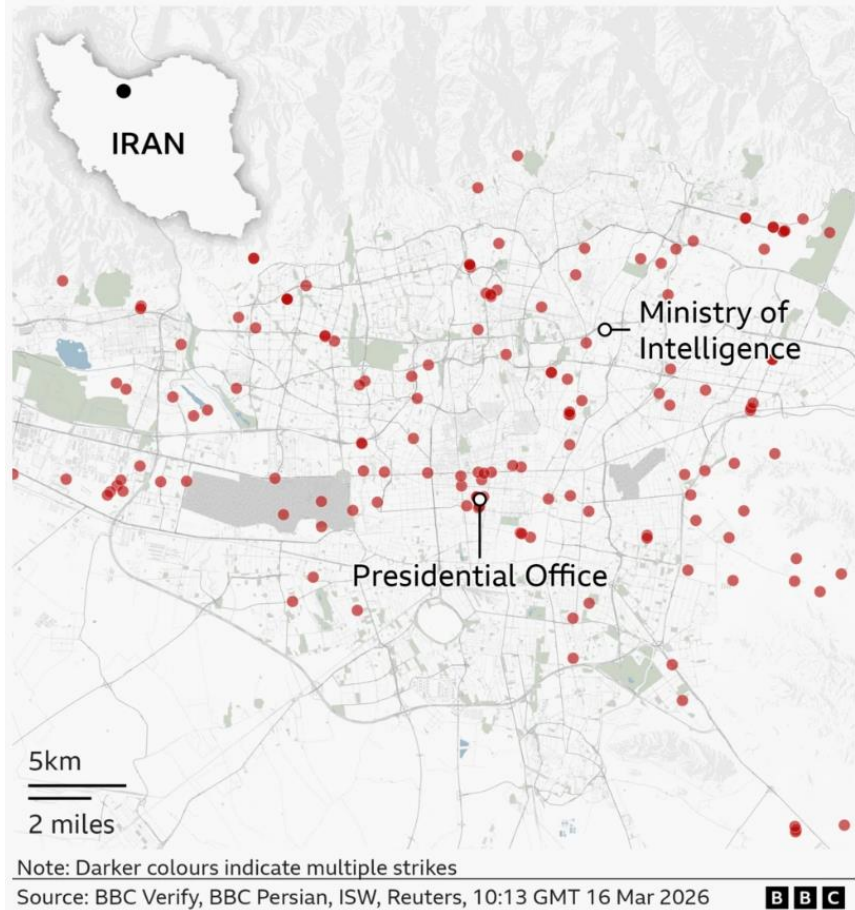 IRAN
Ministry of
Intelligence
Presidential Office
5km
2 miles
Note: Darker colours indicate multiple strikes
Source: BBC Verify, BBC Persian, ISW, Reuters, 10:13 GMT 16 Mar 2026
BBC